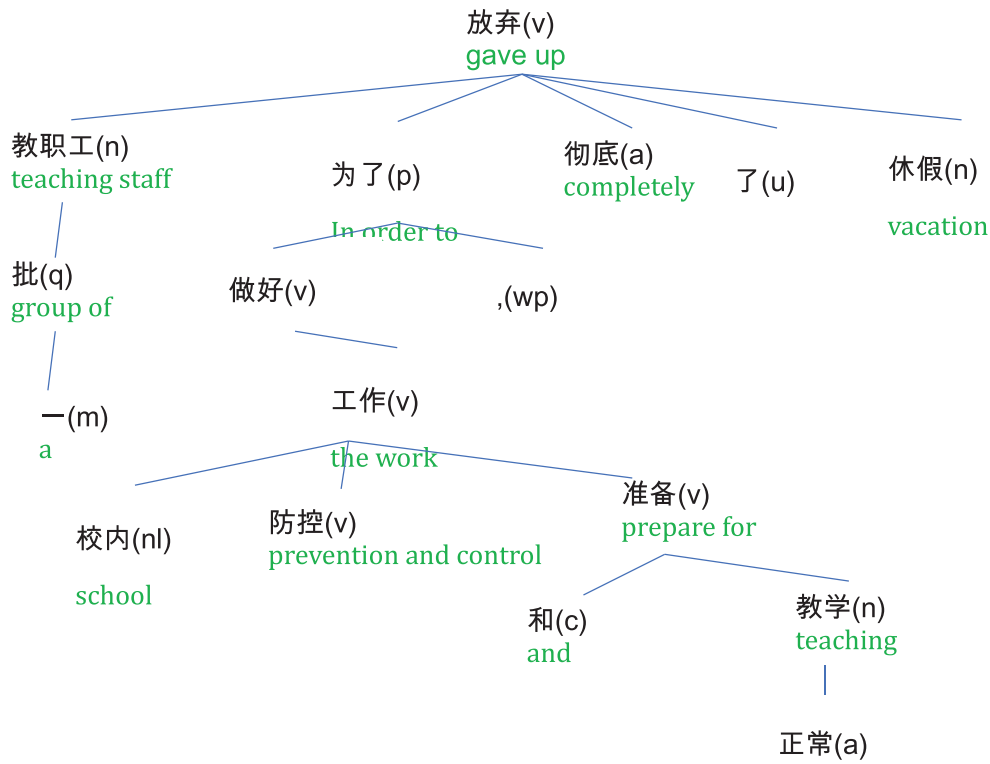 放弃(v)
gave up
教职工(n)
teaching staff
为了(p)
In order to
彻底(a)
completely
了(u)
休假(n)
vacation
批(q)
group of
做好(v)
,(wp)
一(m)
a
工作(v)
the work
校内(nl)
school
防控(v)
prevention and control
准备(v)
prepare for
和(c)
and
教学(n)
teaching
正常(a)